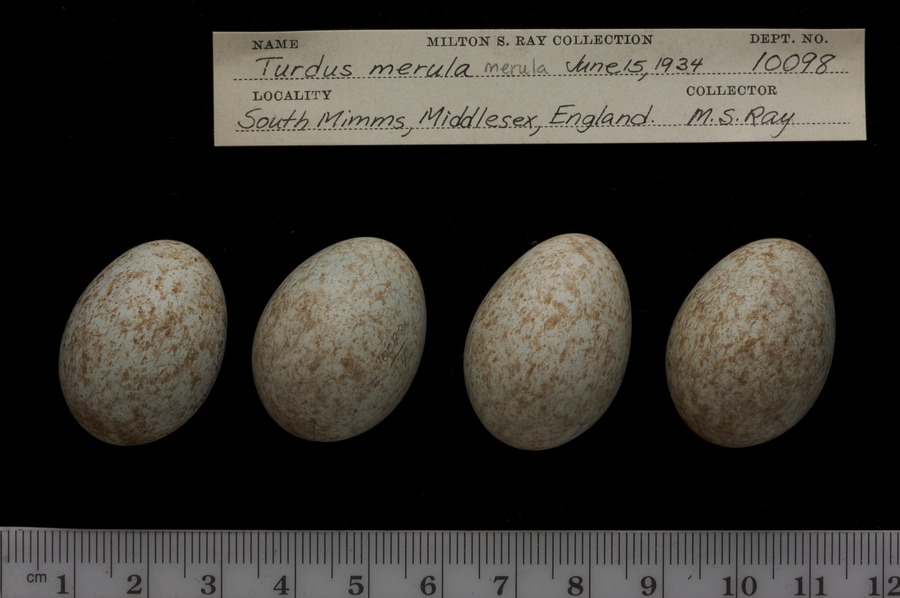 NAME MILTON S. RAY COLLECTION DEPT. NO.
Turdus merula merula June 15, 1934 10098
LOCALITY COLLECTOR
South Mimms, Middlesex, England. M.S. Ray
cm 1 2 3 4 5 6 7 8 9 10 11 12